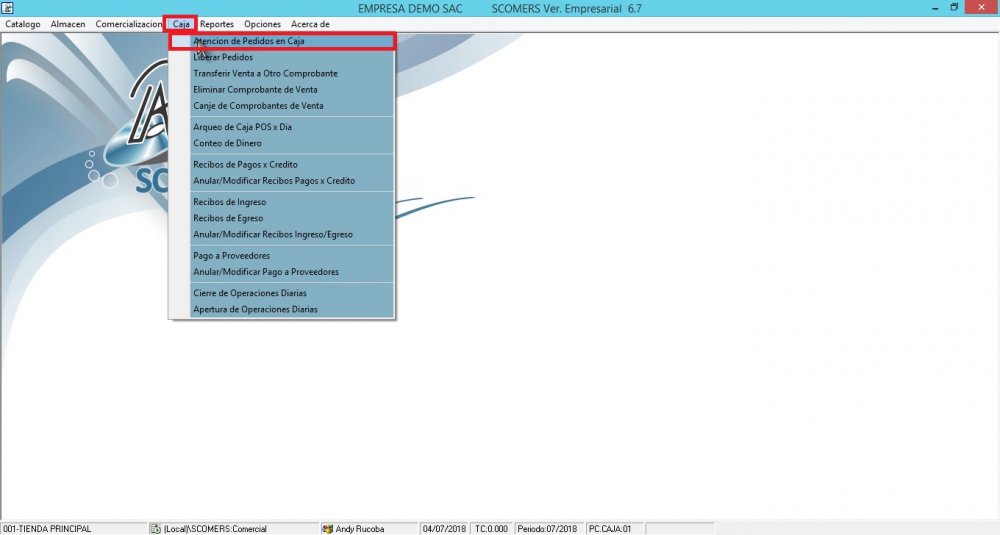 EMPRESA DEMO SAC SCOMERS Ver. Empresarial 6.7
Catalogo Almacen Comercializacion Caja Reportes Opciones Acerca de
Atencion de Pedidos en Caja
Liberar Pedidos
Transferir Venta a Otro Comprobante
Eliminar Comprobante de Venta
Canje de Comprobantes de Venta
Arqueo de Caja POS x Dia
Conteo de Dinero
Recibos de Pagos x Credito
Anular/Modificar Recibos Pagos x Credito
Recibos de Ingreso
Recibos de Egreso
Anular/Modificar Recibos Ingreso/Egreso
Pago a Proveedores
Anular/Modificar Pago a Proveedores
Cierre de Operaciones Diarias
Apertura de Operaciones Diarias
001-TIENDA PRINCIPAL (Local)\SCOMERS:Comercial Andy Rucoba 04/07/2018 TC:0.000 Periodo:07/2018 PC.CAJA:01